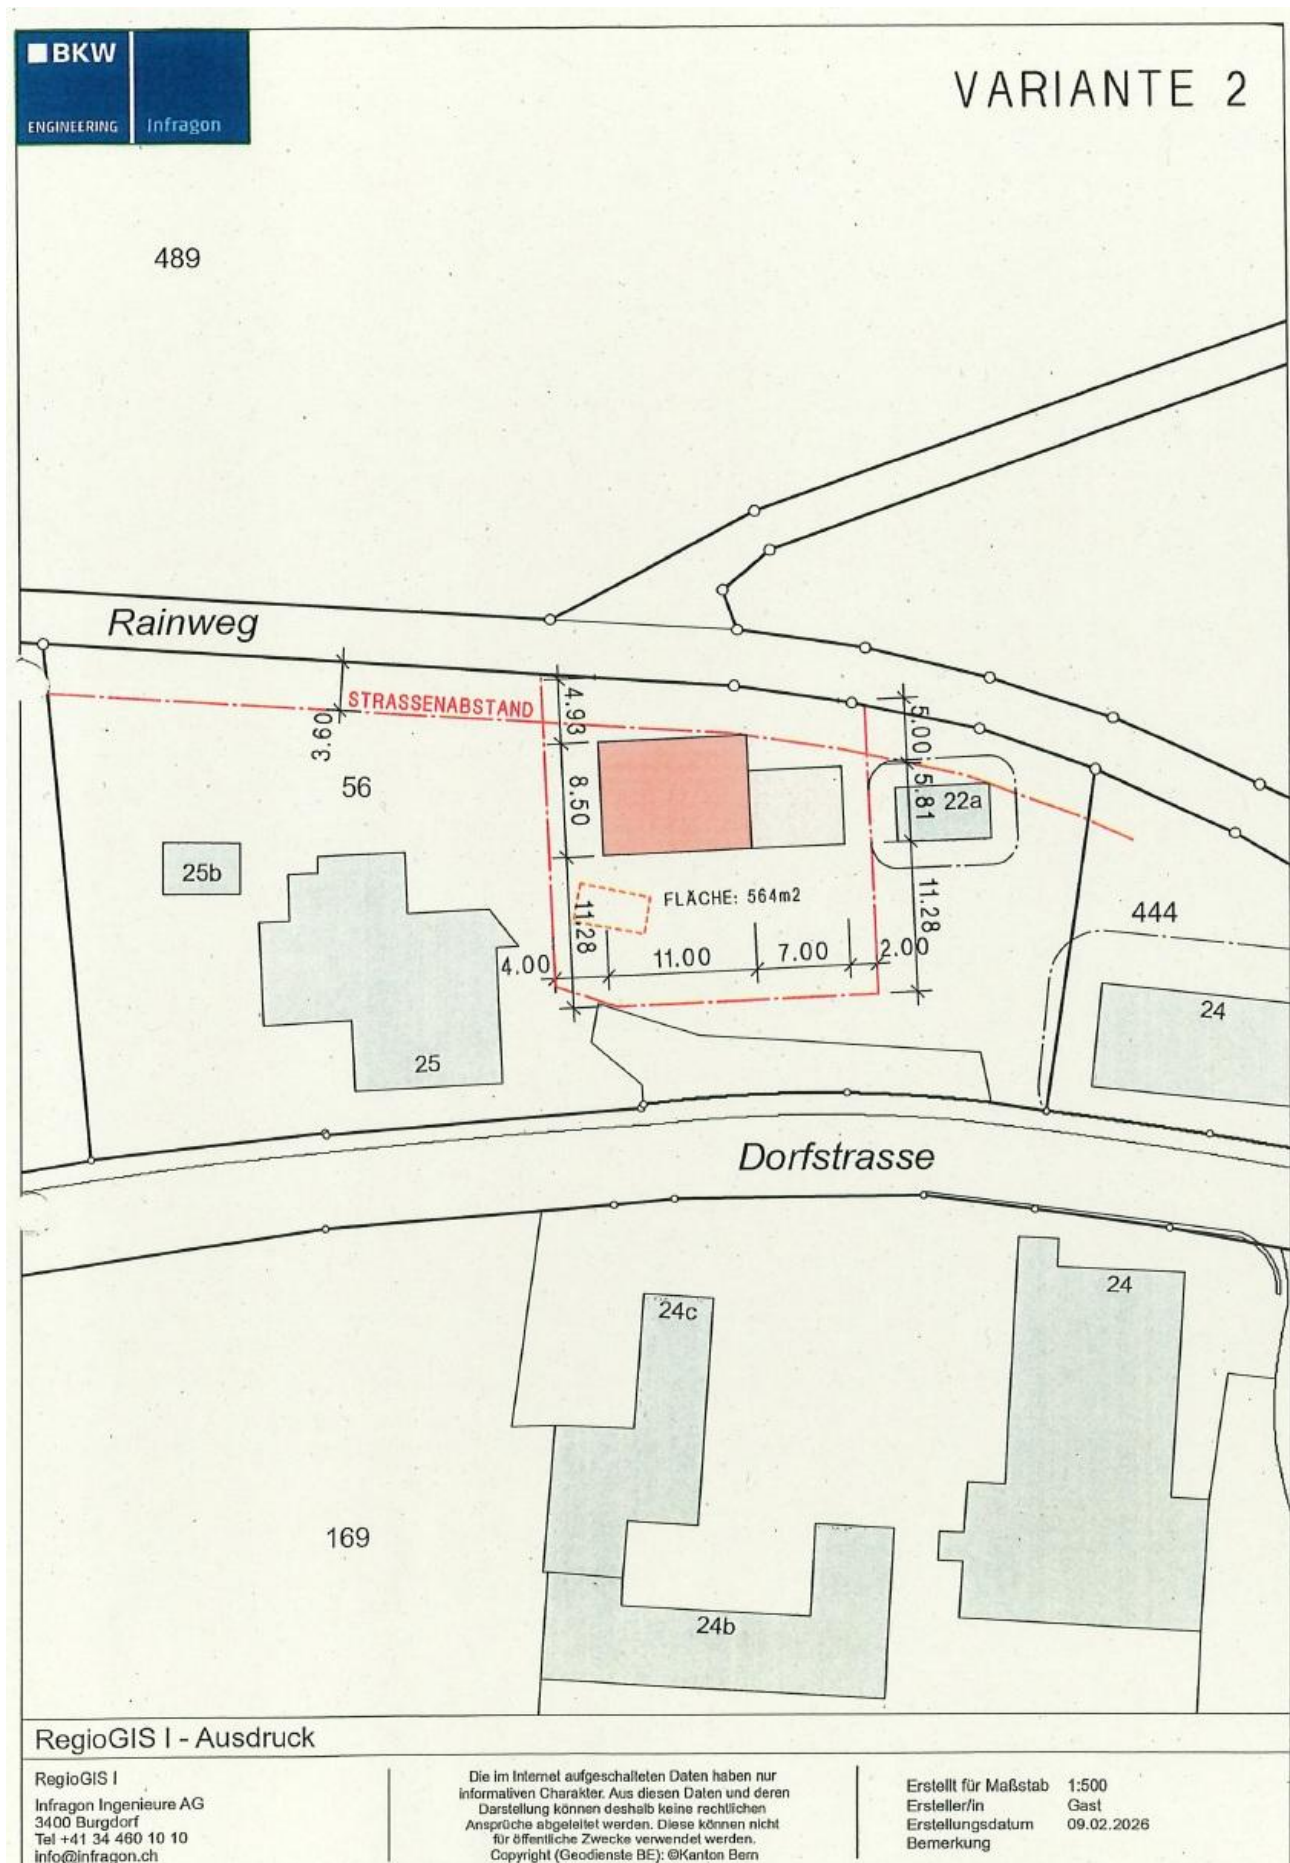 BKW
ENGINEERING
Infragon
VARIANTE 2
489
Rainweg
STRASSENABSTAND
3.60
4.93
5.00
56
8.50
5.81
22a
25b
FLÄCHE: 564m2
11.28
11.28
444
4.00
11.00
7.00
2.00
24
25
Dorfstrasse
24c
24
169
24b
RegioGIS I - Ausdruck
RegioGIS I
Infragon Ingenieure AG
3400 Burgdorf
Tel +41 34 460 10 10
info@infragon.ch
Die im Internet aufgeschalteten Daten haben nur
informativen Charakter. Aus diesen Daten und deren
Darstellung können deshalb keine rechtlichen
Ansprüche abgeleitet werden. Diese können nicht
für öffentliche Zwecke verwendet werden.
Copyright (Geodienste BE): ©Kanton Bern
Erstellt für Maßstab 1:500
Ersteller/in Gast
Erstellungsdatum 09.02.2026
Bemerkung